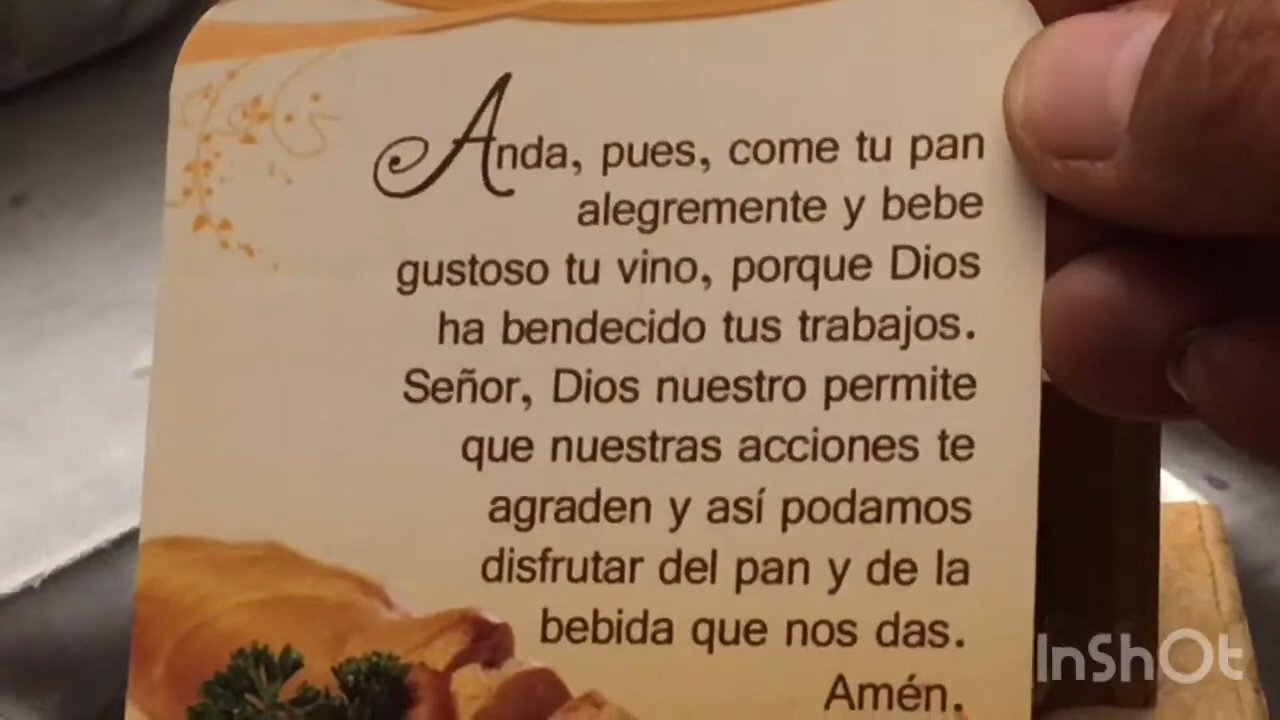 Anda, pues, come tu pan
alegremente y bebe
gustoso tu vino, porque Dios
ha bendecido tus trabajos.
Señor, Dios nuestro permite
que nuestras acciones te
agraden y así podamos
disfrutar del pan y de la
bebida que nos das.
Amén.
InShOt